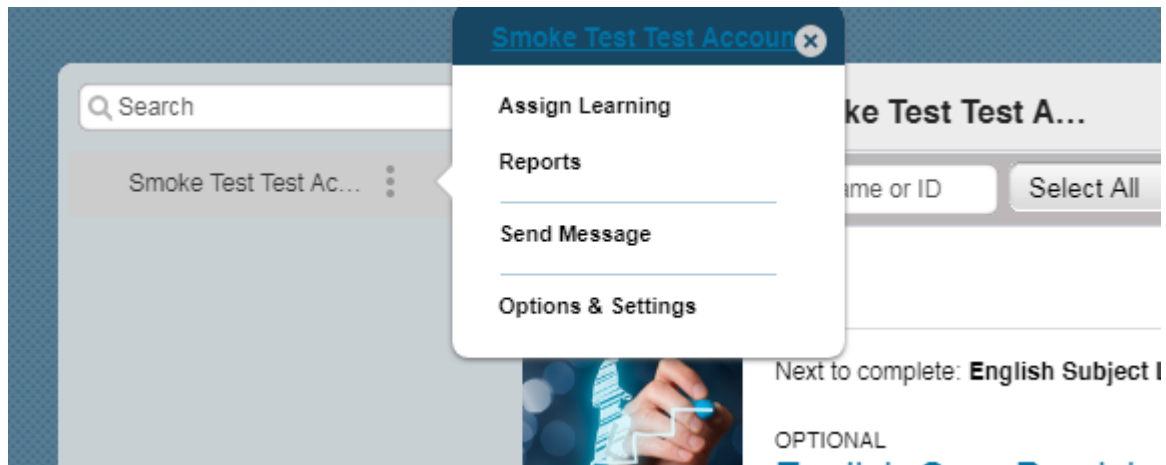 Smoke Test Test Accoun
Search
Smoke Test Test Ac...
Assign Learning
Reports
Send Message
Options & Settings
ke Test Test A...
ame or ID
Select All
Next to complete: English Subject
OPTIONAL